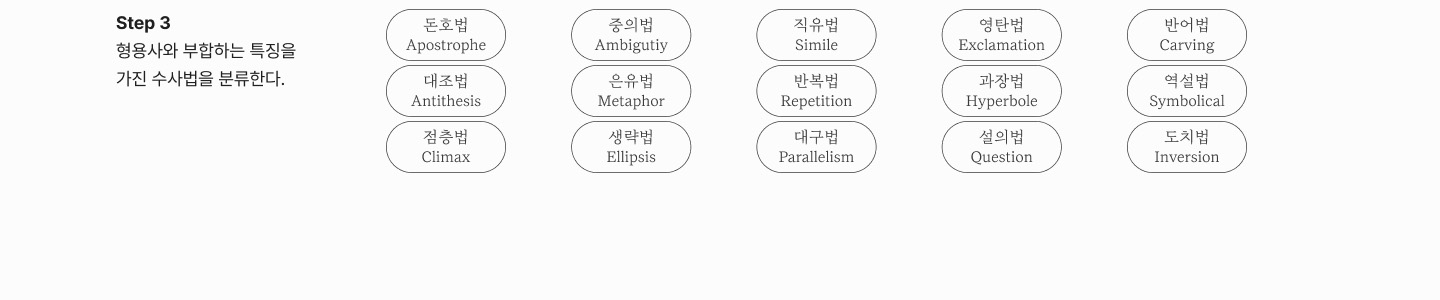 Step 3
형용사와 부합하는 특징을
가진 수사법을 분류한다.
돈호법
Apostrophe
중의법
Ambigutiy
직유법
Simile
영탄법
Exclamation
반어법
Carving
대조법
Antithesis
은유법
Metaphor
반복법
Repetition
과장법
Hyperbole
역설법
Symbolical
점층법
Climax
생략법
Ellipsis
대구법
Parallelism
설의법
Question
도치법
Inversion